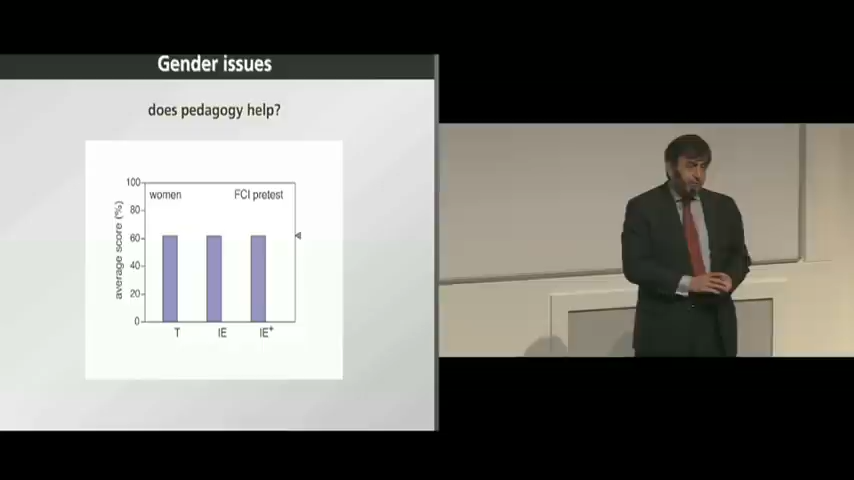 Gender issues
does pedagogy help?
women FCI pretest
average score (%)
100
80
60
40
20
0
T IE IE+